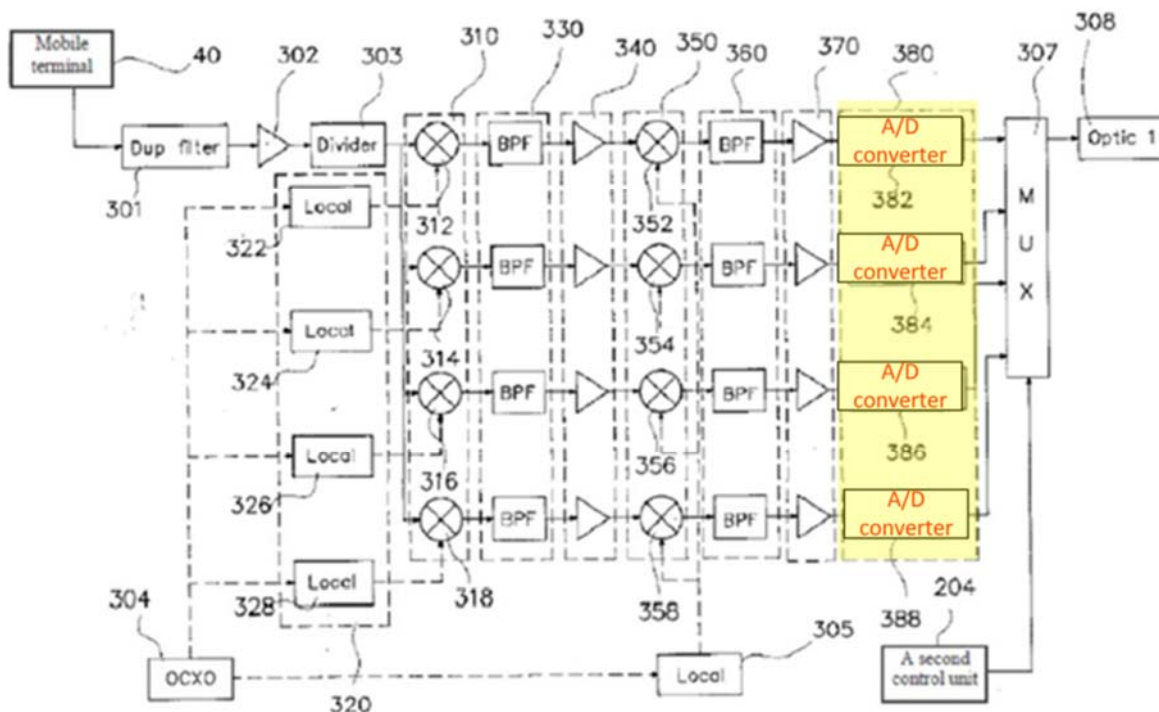 Mobile
terminal
40
302
303
310
330
340
350
360
370
380
307
308
Dup filter
Divider
BPF
BPF
A/D
converter
Optic 1
301
Local
312
352
382
M
U
X
322
BPF
BPF
A/D
converter
Local
314
354
384
324
BPF
BPF
A/D
converter
Local
316
356
386
326
BPF
BPF
A/D
converter
Local
318
358
388
204
328
304
305
OCXO
320
Local
A second
control unit